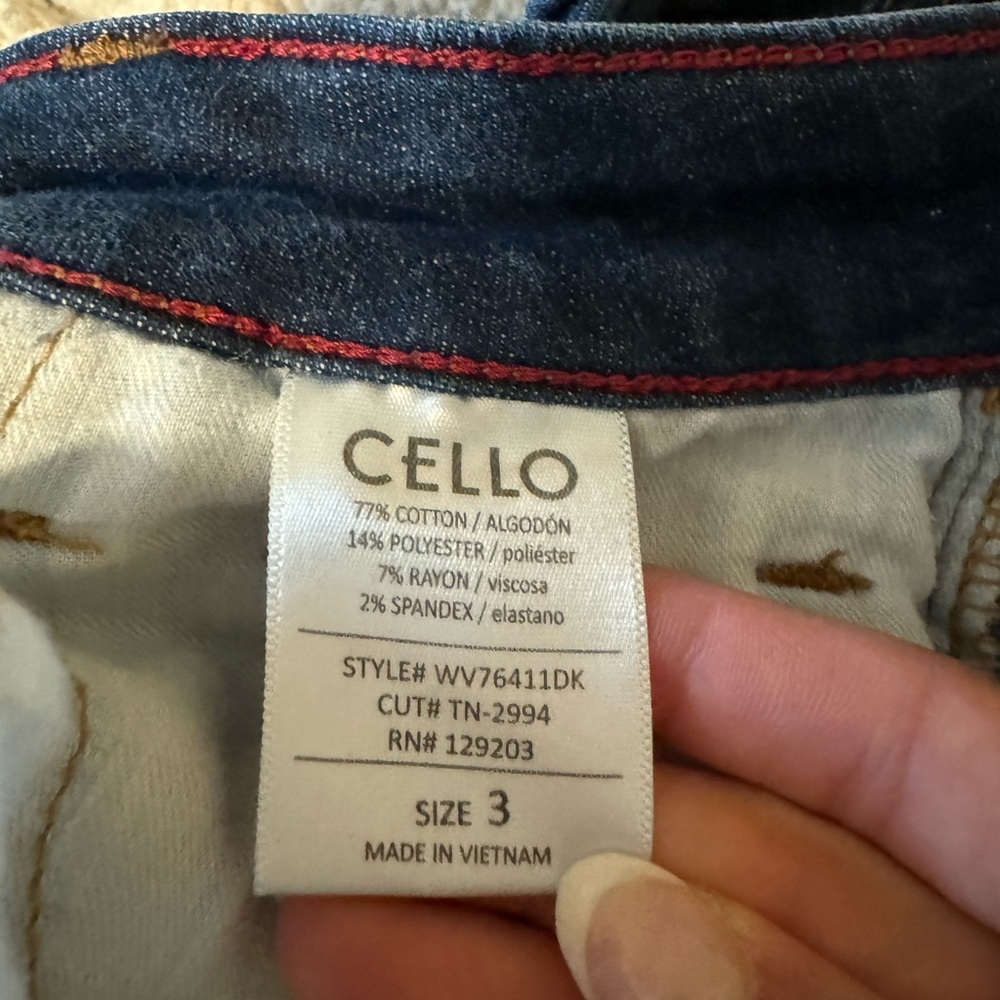 CELLO
77% COTTON / ALGODÓN
14% POLYESTER / poliéster
7% RAYON / viscosa
2% SPANDEX / elastano
STYLE# WV76411DK
CUT# TN-2994
RN# 129203
SIZE 3
MADE IN VIETNAM